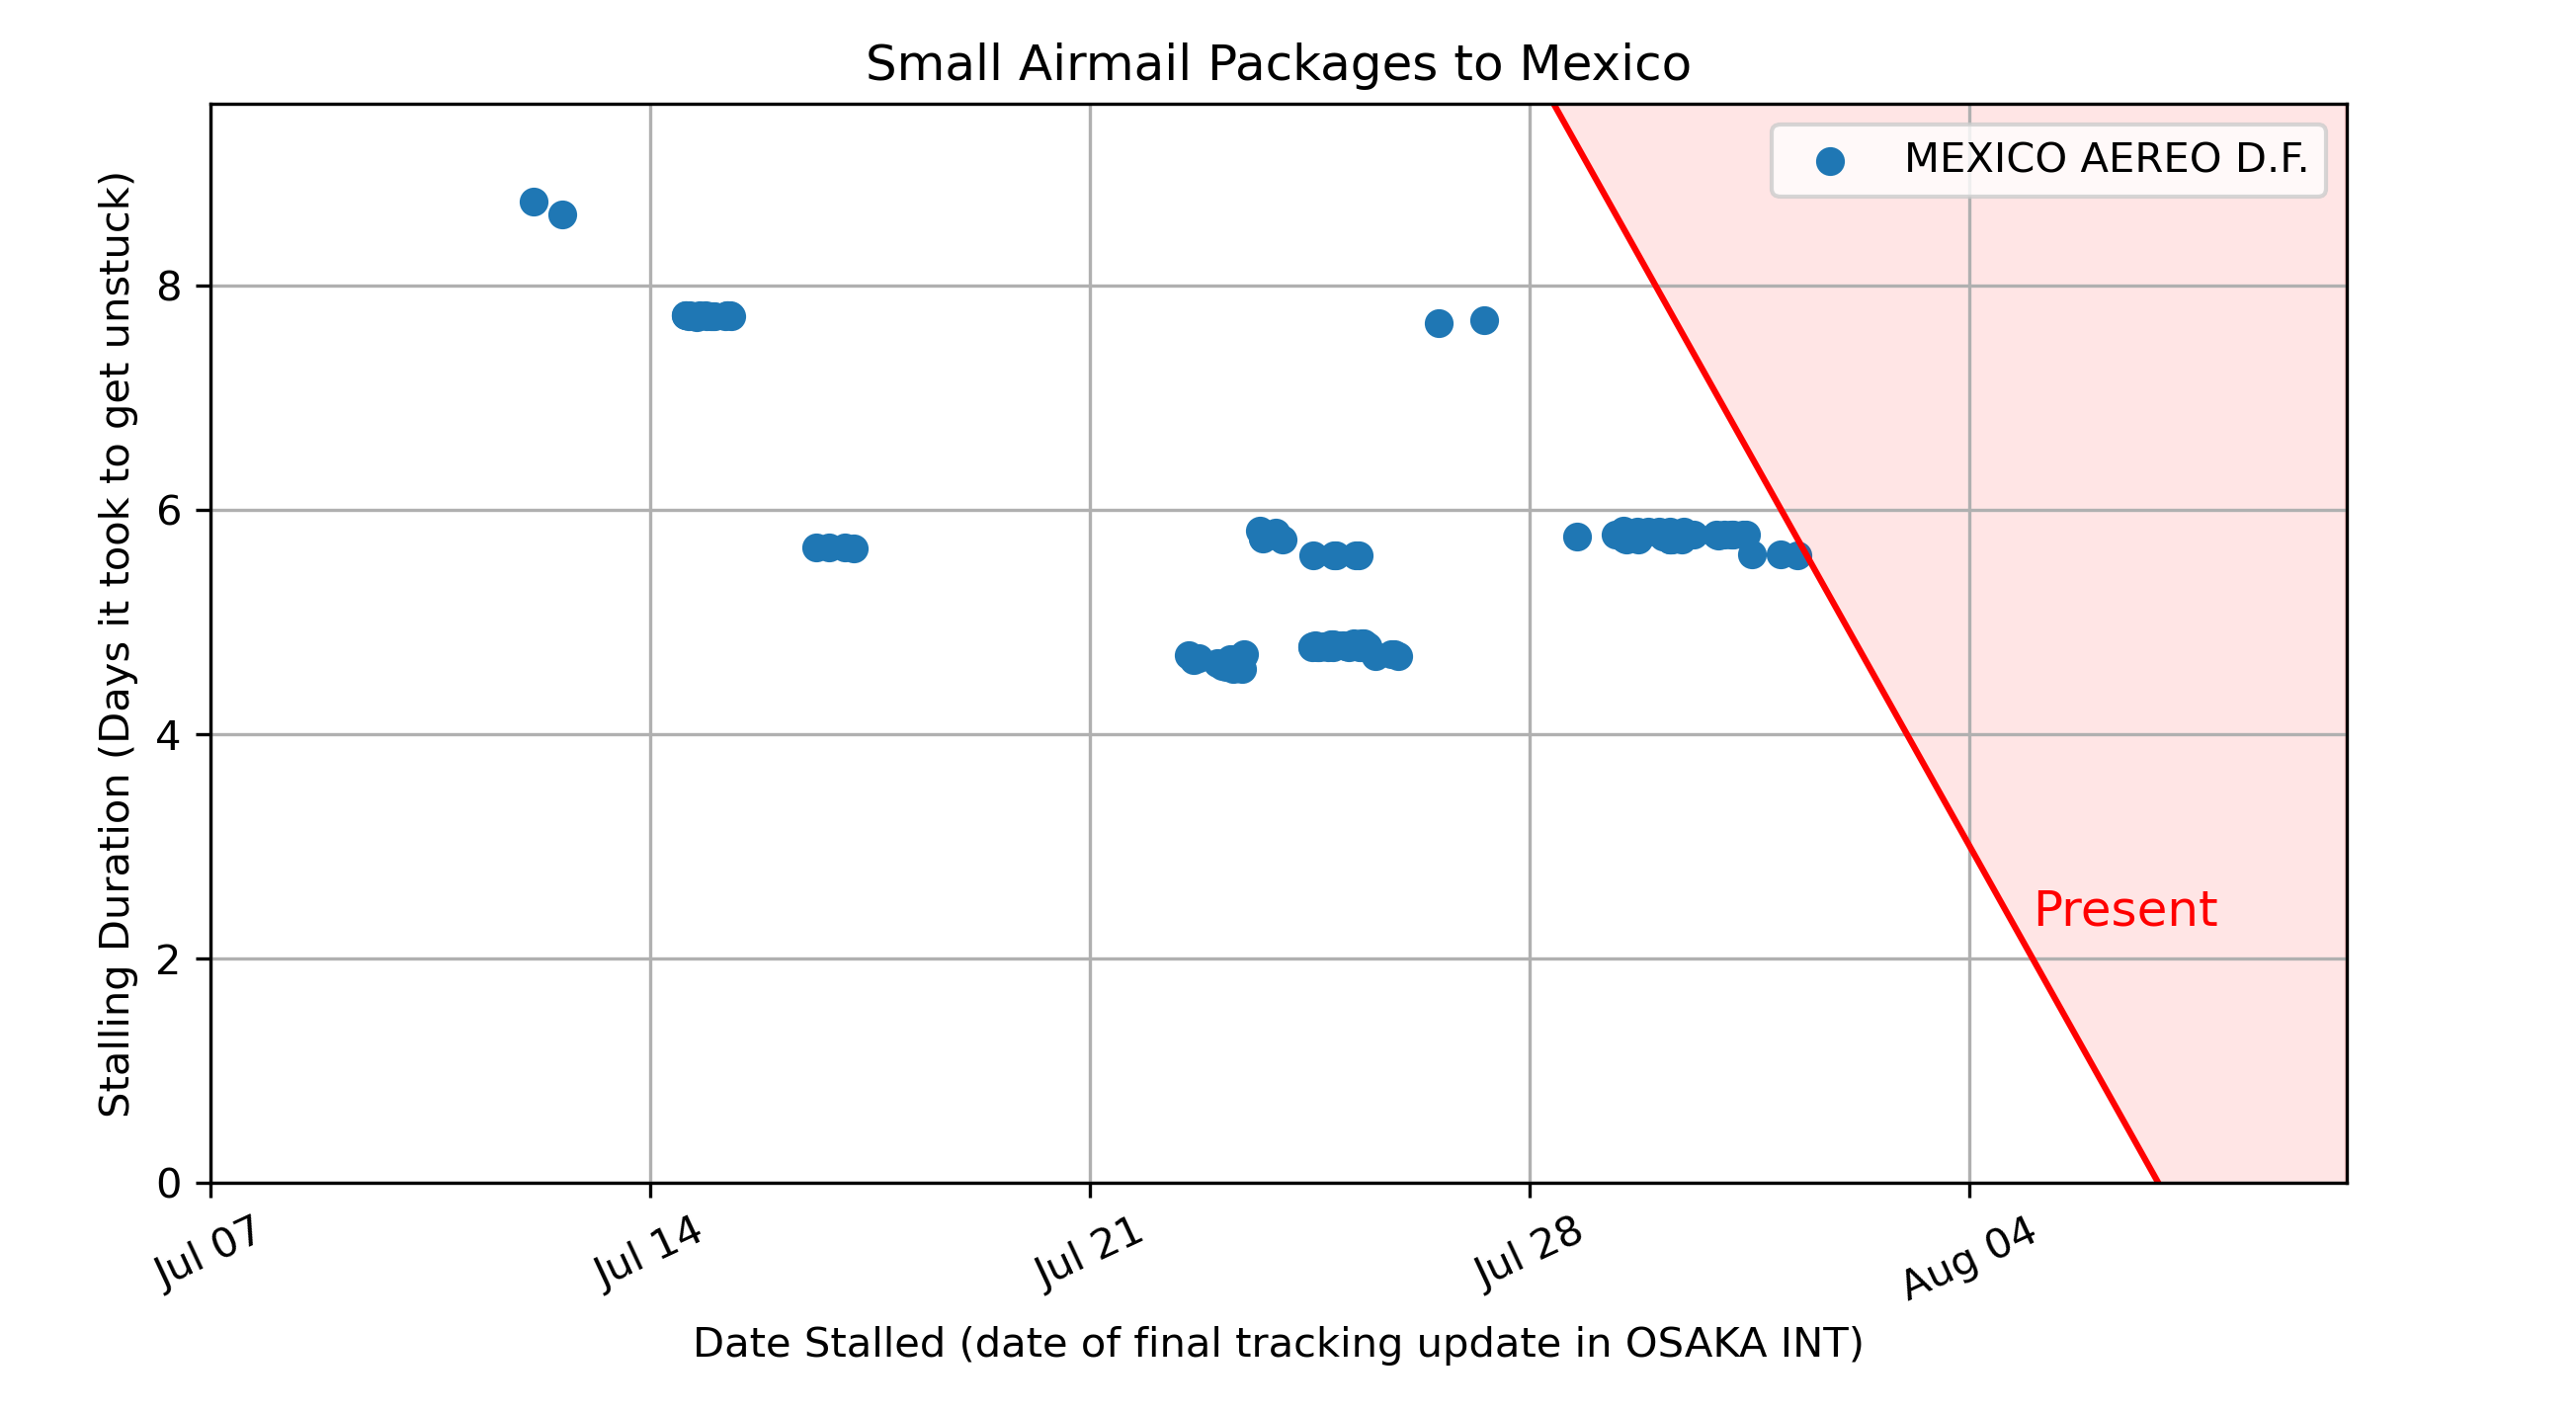 Small Airmail Packages to Mexico
MEXICO AEREO D.F.
Stalling Duration (Days it took to get unstuck)
8
6
4
2
0
Present
Jul 07
Jul 14
Jul 21
Jul 28
Aug 04
Date Stalled (date of final tracking update in OSAKA INT)